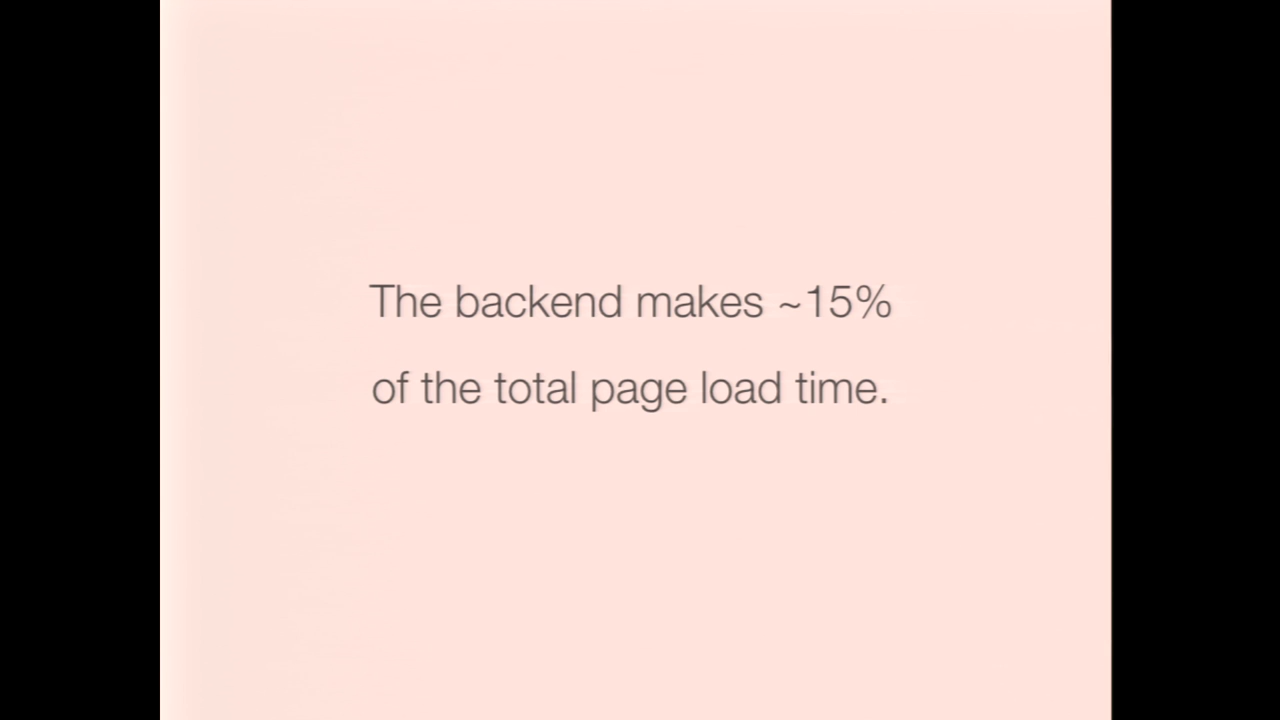 The backend makes ~15%
of the total page load time.